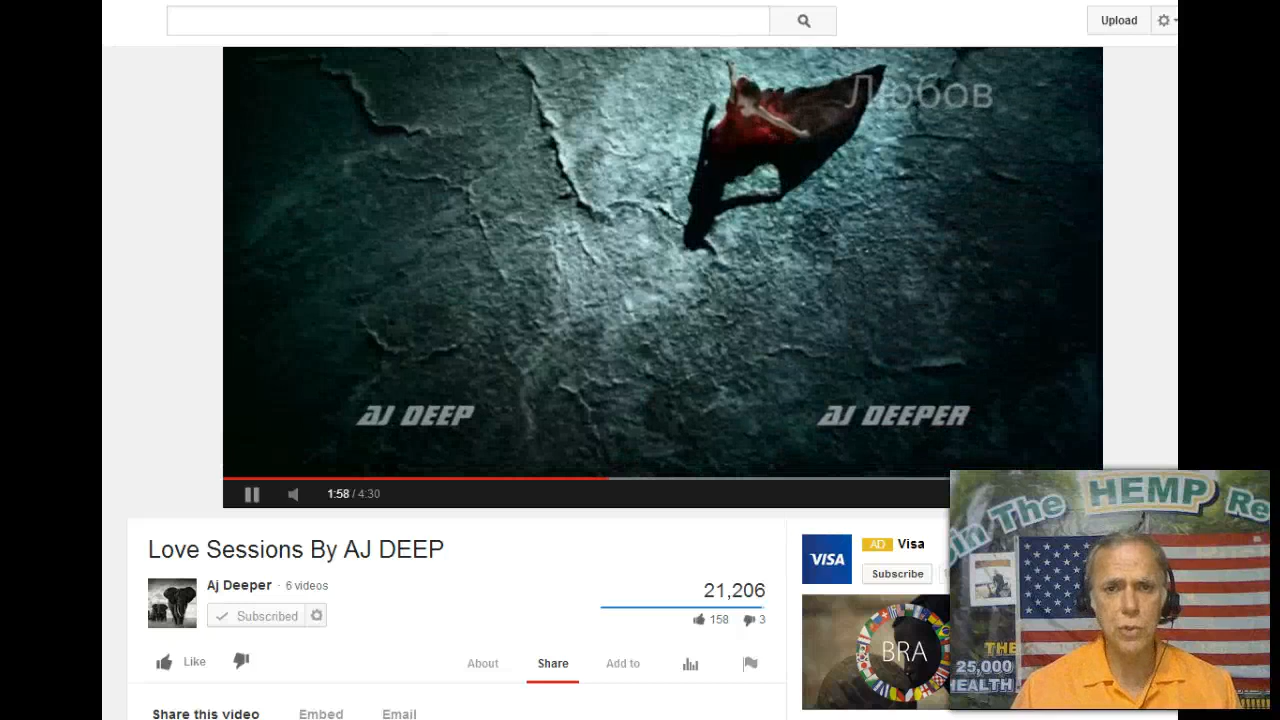 Upload
Любов
AJ DEEP
AJ DEEPER
1:58 / 4:30
Love Sessions By AJ DEEP
Aj Deeper · 6 videos
Subscribed
21,206
158
3
Like
About
Share
Add to
Share this video
Embed
Email
VISA
AD Visa
Subscribe
BRA
in The HEMP Re
THE
25,000
HEALTH